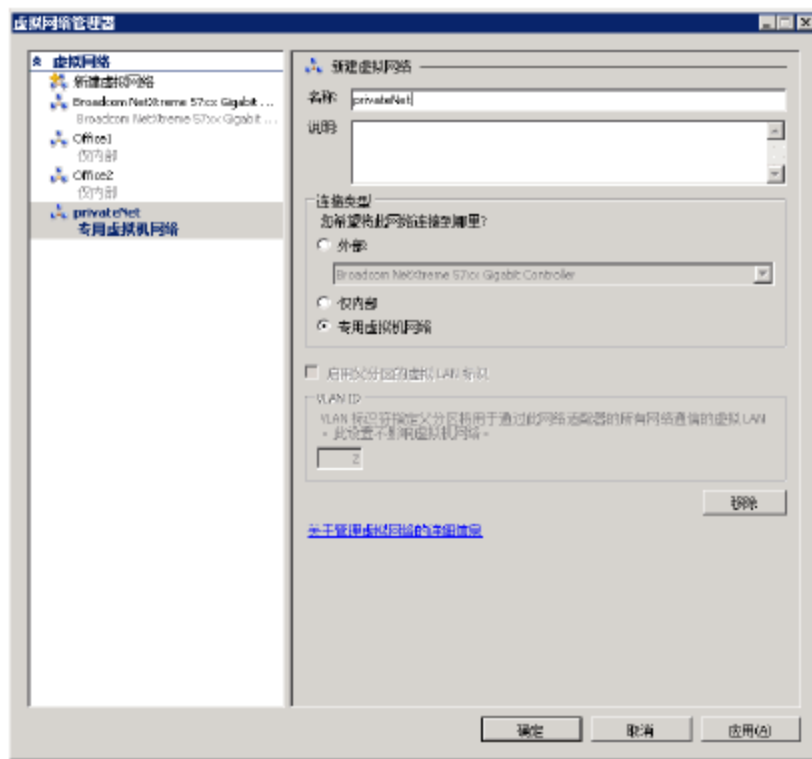 虚拟网络管理器
虚拟网络
新建虚拟网络
Broadcom NetXtreme 57xx Gigabit ...
Broadcom NetXtreme 57xx Gigabit ...
Office1
仅内部
Office2
仅内部
privateNet
专用虚拟机网络
新建虚拟网络
名称:
privateNet
说明:
连接类型
您希望将此网络连接到哪里?
外部:
Broadcom NetXtreme 57xx Gigabit Controller
仅内部
专用虚拟机网络
启用父分区的虚拟 LAN 标识
VLAN ID
VLAN 标识符指定父分区将用于通过此网络适配器的所有网络通信的虚拟 LAN
。此设置不影响虚拟机网络。
2
移除
关于管理虚拟网络的详细信息
确定
取消
应用(A)